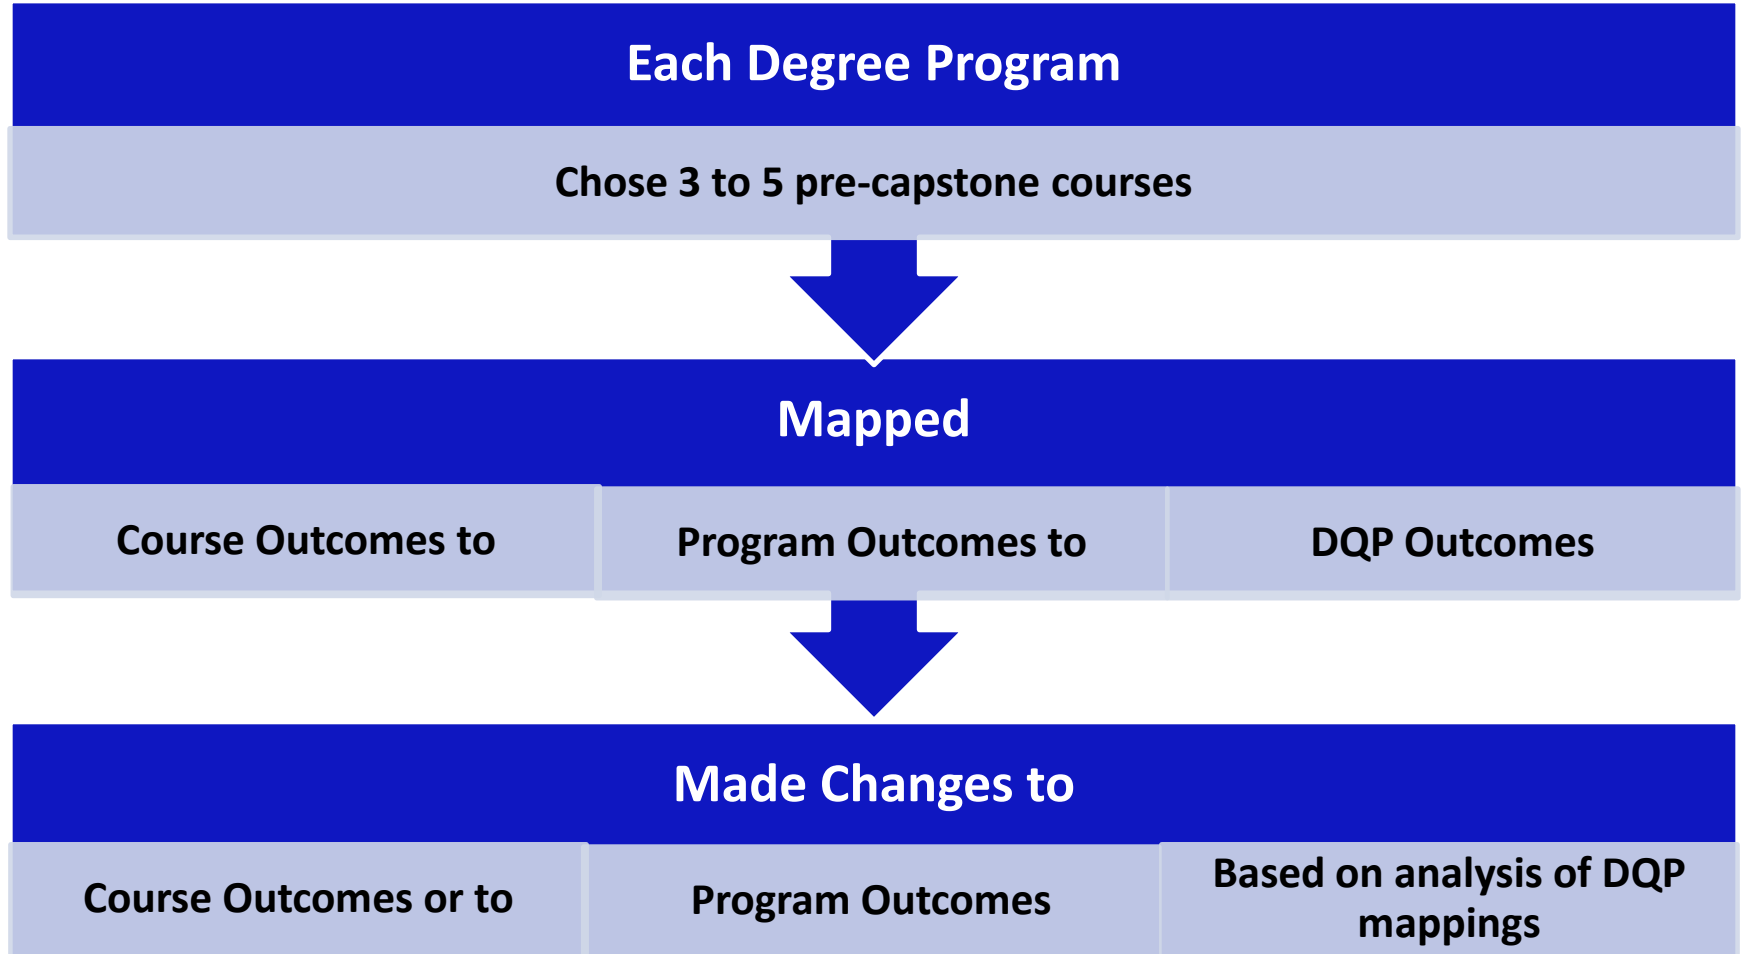 Each Degree Program
Chose 3 to 5 pre-capstone courses
Mapped
Course Outcomes to
Program Outcomes to
DQP Outcomes
Made Changes to
Course Outcomes or to
Program Outcomes
Based on analysis of DQP
mappings